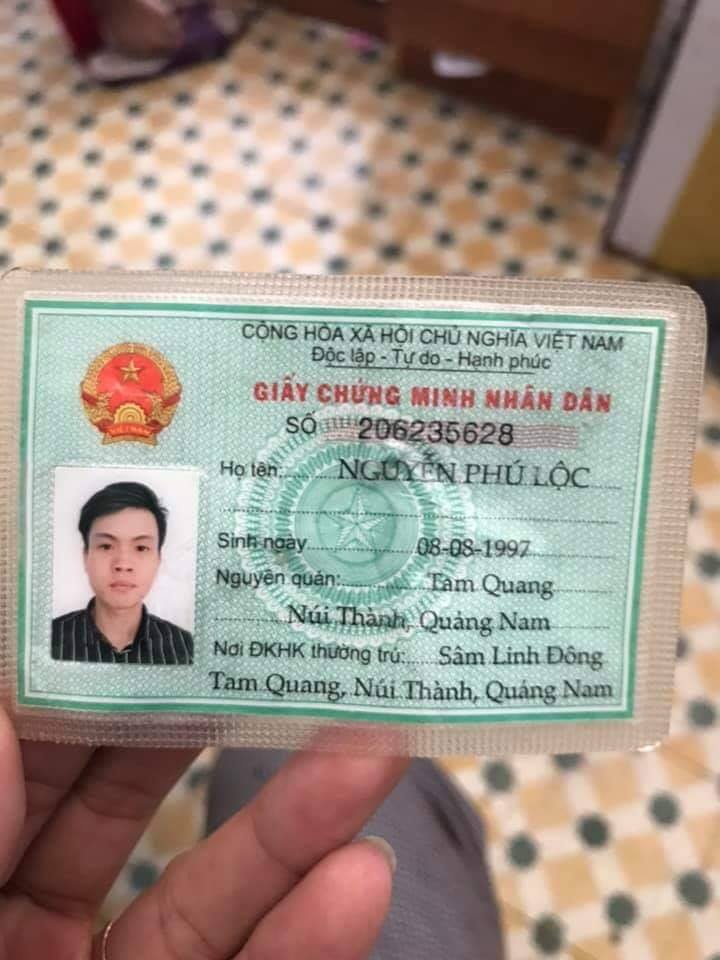 CỘNG HÒA XÃ HỘI CHỦ NGHĨA VIỆT NAM
Độc lập - Tự do - Hạnh phúc
GIẤY CHỨNG MINH NHÂN DÂN
SỐ 206235628
Họ tên: NGUYỄN PHÚ LỘC
Sinh ngày 08-08-1997
Nguyên quán: Tam Quang
Núi Thành, Quảng Nam
Nơi ĐKHK thường trú: Sâm Linh Đông
Tam Quang, Núi Thành, Quảng Nam
VIỆT NAM